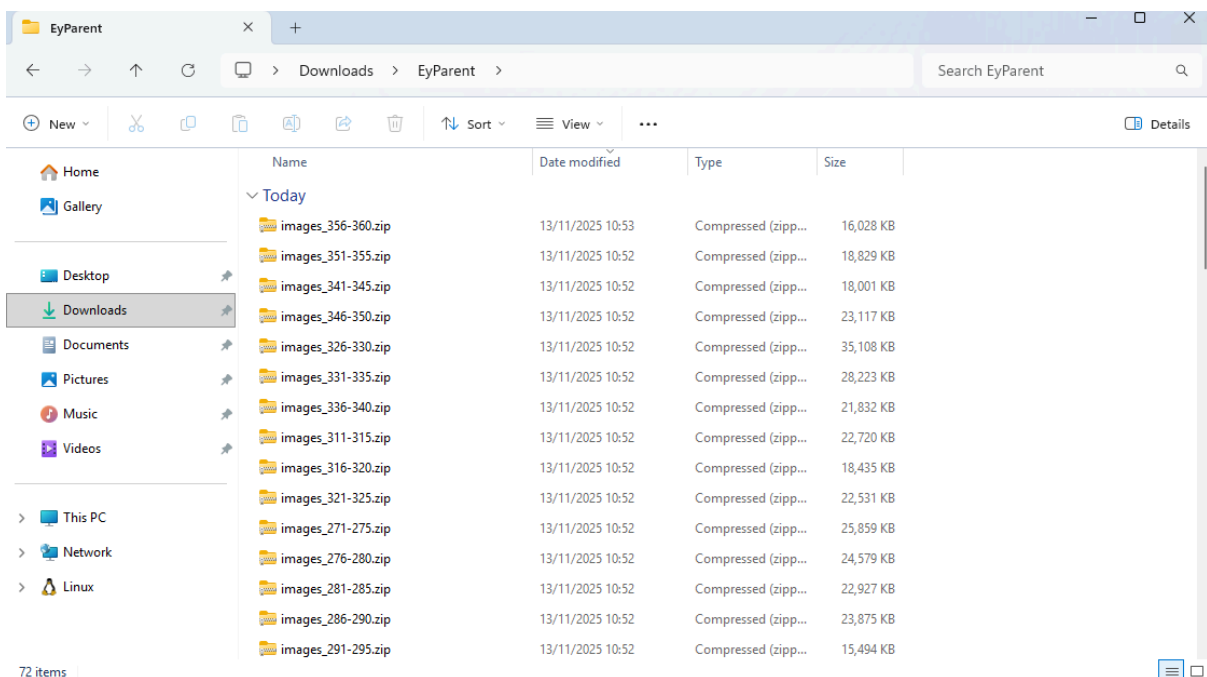 EyParent
Downloads > EyParent >
Search EyParent
New
Sort
View
...
Details
Home
Gallery
Desktop
Downloads
Documents
Pictures
Music
Videos
This PC
Network
Linux
Name Date modified Type Size
Today
images_356-360.zip 13/11/2025 10:53 Compressed (zipp... 16,028 KB
images_351-355.zip 13/11/2025 10:52 Compressed (zipp... 18,829 KB
images_341-345.zip 13/11/2025 10:52 Compressed (zipp... 18,001 KB
images_346-350.zip 13/11/2025 10:52 Compressed (zipp... 23,117 KB
images_326-330.zip 13/11/2025 10:52 Compressed (zipp... 35,108 KB
images_331-335.zip 13/11/2025 10:52 Compressed (zipp... 28,223 KB
images_336-340.zip 13/11/2025 10:52 Compressed (zipp... 21,832 KB
images_311-315.zip 13/11/2025 10:52 Compressed (zipp... 22,720 KB
images_316-320.zip 13/11/2025 10:52 Compressed (zipp... 18,435 KB
images_321-325.zip 13/11/2025 10:52 Compressed (zipp... 22,531 KB
images_271-275.zip 13/11/2025 10:52 Compressed (zipp... 25,859 KB
images_276-280.zip 13/11/2025 10:52 Compressed (zipp... 24,579 KB
images_281-285.zip 13/11/2025 10:52 Compressed (zipp... 22,927 KB
images_286-290.zip 13/11/2025 10:52 Compressed (zipp... 23,875 KB
images_291-295.zip 13/11/2025 10:52 Compressed (zipp... 15,494 KB
72 items